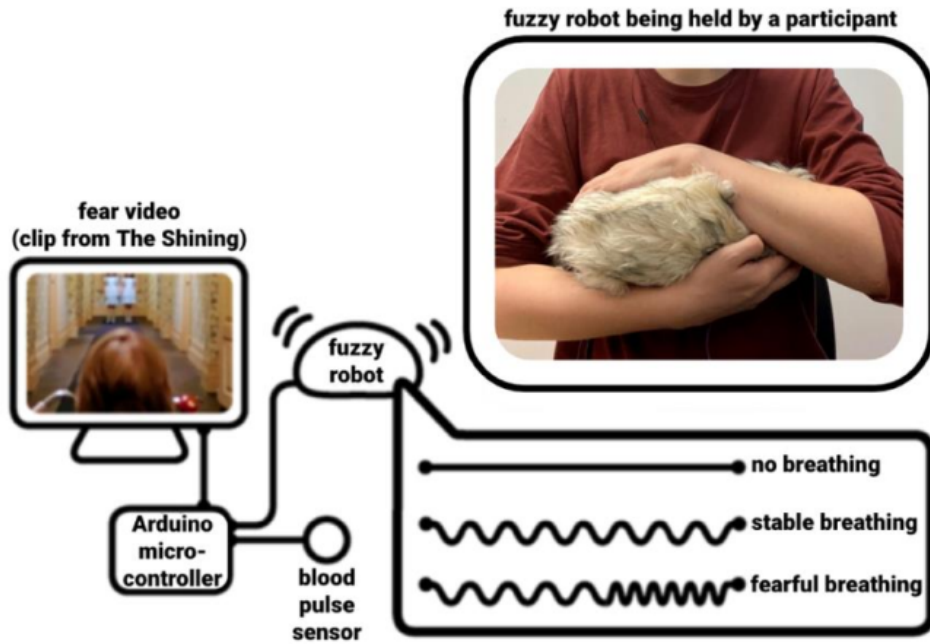 fuzzy robot being held by a participant
fear video
(clip from The Shining)
fuzzy
robot
no breathing
stable breathing
fearful breathing
Arduino
micro-
controller
blood
pulse
sensor